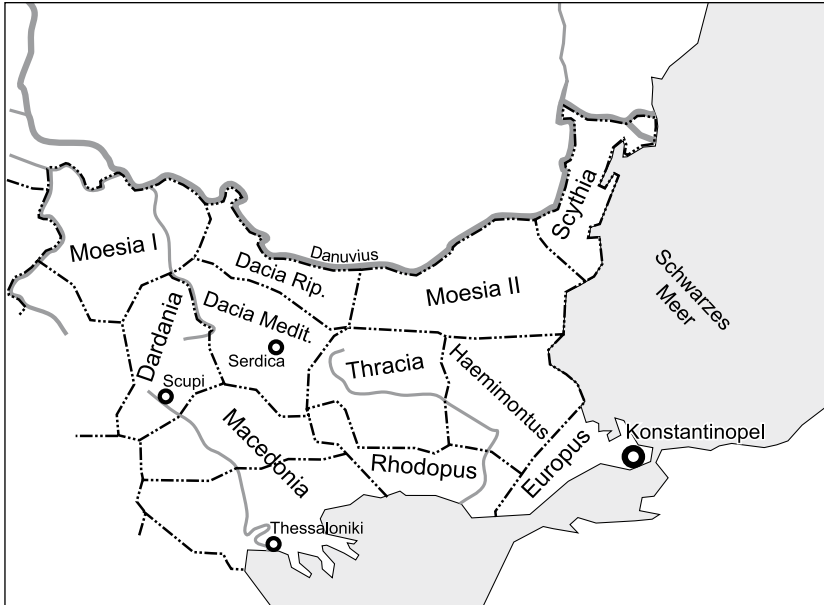 Scythia
Moesia I
Danuvius
Dacia Rip.
Schwarzes
Meer
Moesia II
Dacia Medit.
Dardania
Serdica
Thracia
Haemimontus
Scupi
Macedonia
Konstantinopel
Rhodopus
Europus
Thessaloniki